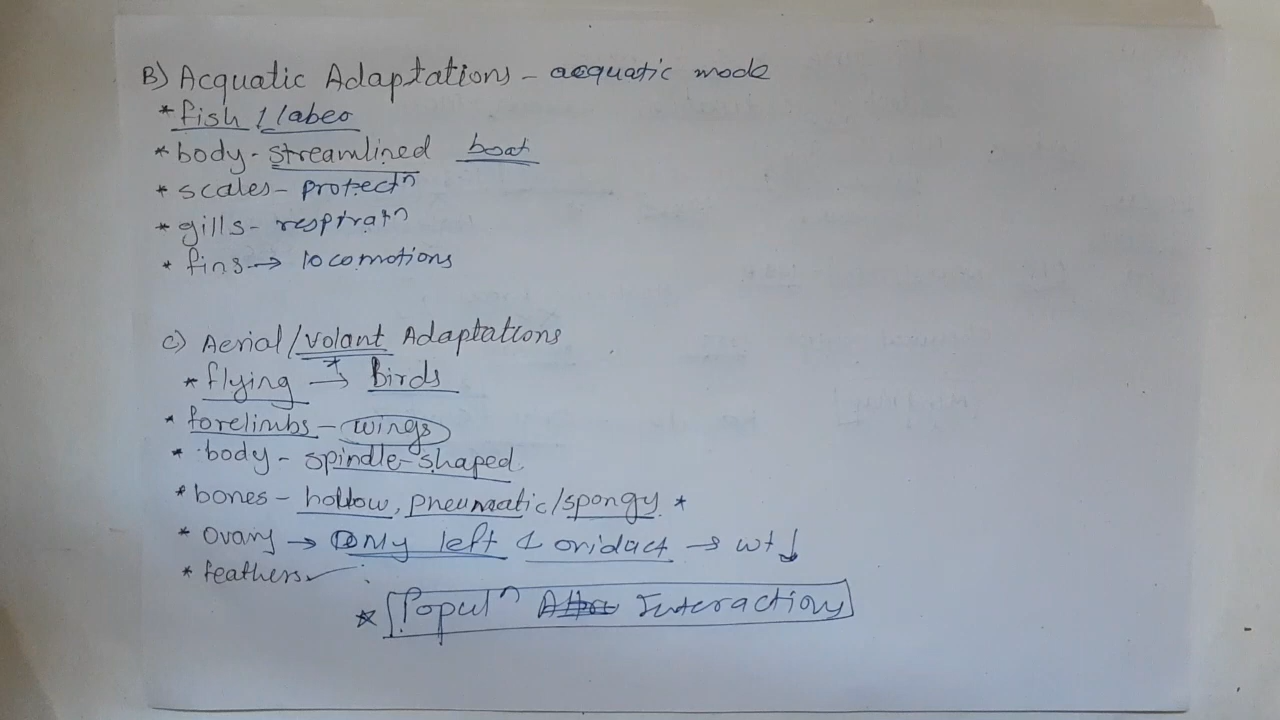 B) Acquatic Adaptations - acquatic mode
* fish / labeo
* body - streamlined boat
* scales - protectⁿ
* gills - respiratⁿ
* fins → locomotions
c) Aerial/volant Adaptations
* flying → Birds
* forelimbs - wings
* body - spindle-shaped.
* bones - hollow, pneumatic/spongy *
* Ovary → only left & oviduct → wt ↓
* feathers ✓
* Populⁿ Interactions